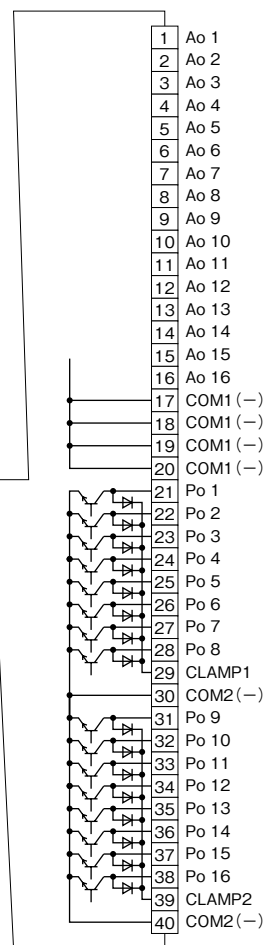 1 Ao 1
2 Ao 2
3 Ao 3
4 Ao 4
5 Ao 5
6 Ao 6
7 Ao 7
8 Ao 8
9 Ao 9
10 Ao 10
11 Ao 11
12 Ao 12
13 Ao 13
14 Ao 14
15 Ao 15
16 Ao 16
17 COM1(−)
18 COM1(−)
19 COM1(−)
20 COM1(−)
21 Po 1
22 Po 2
23 Po 3
24 Po 4
25 Po 5
26 Po 6
27 Po 7
28 Po 8
29 CLAMP1
30 COM2(−)
31 Po 9
32 Po 10
33 Po 11
34 Po 12
35 Po 13
36 Po 14
37 Po 15
38 Po 16
39 CLAMP2
40 COM2(−)